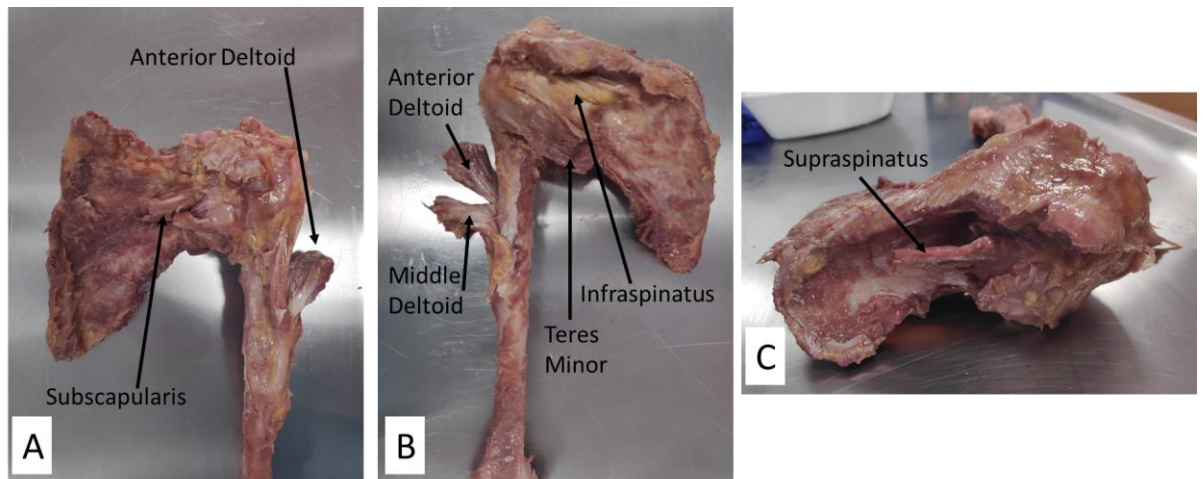 Anterior Deltoid
Subscapularis
A
Anterior
Deltoid
Middle
Deltoid
Infraspinatus
Teres
Minor
B
Supraspinatus
C